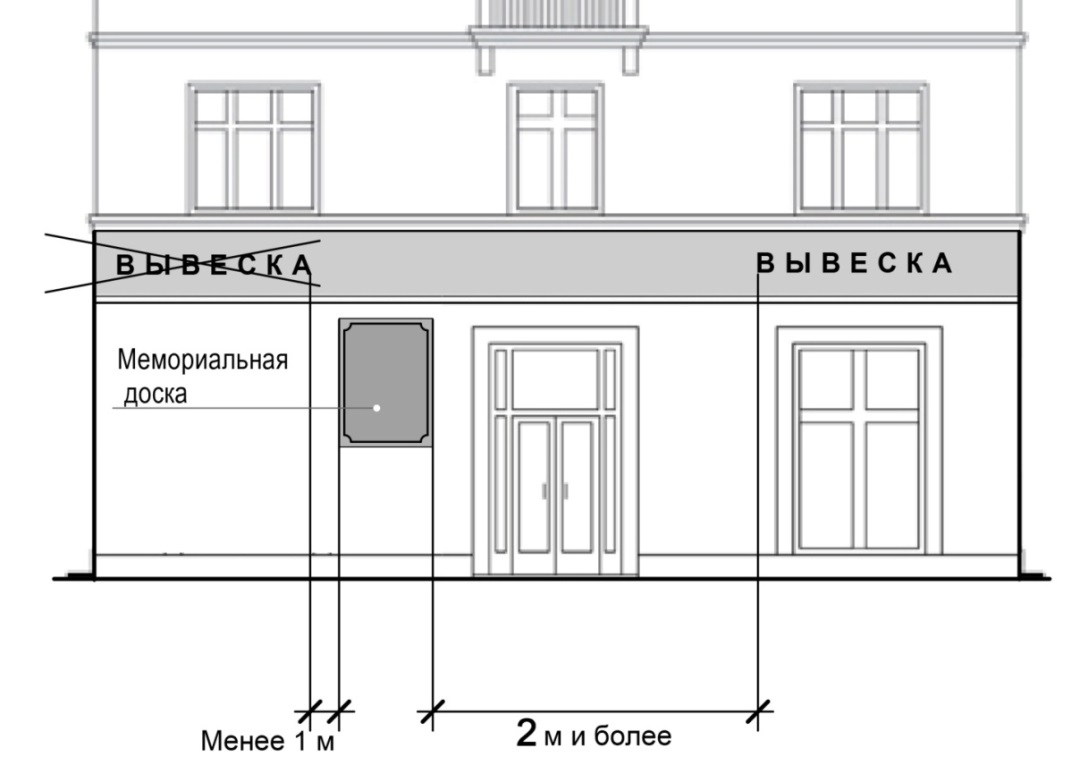 ВЫВЕСКА
ВЫВЕСКА
Мемориальная
доска
Менее 1 м
2 м и более